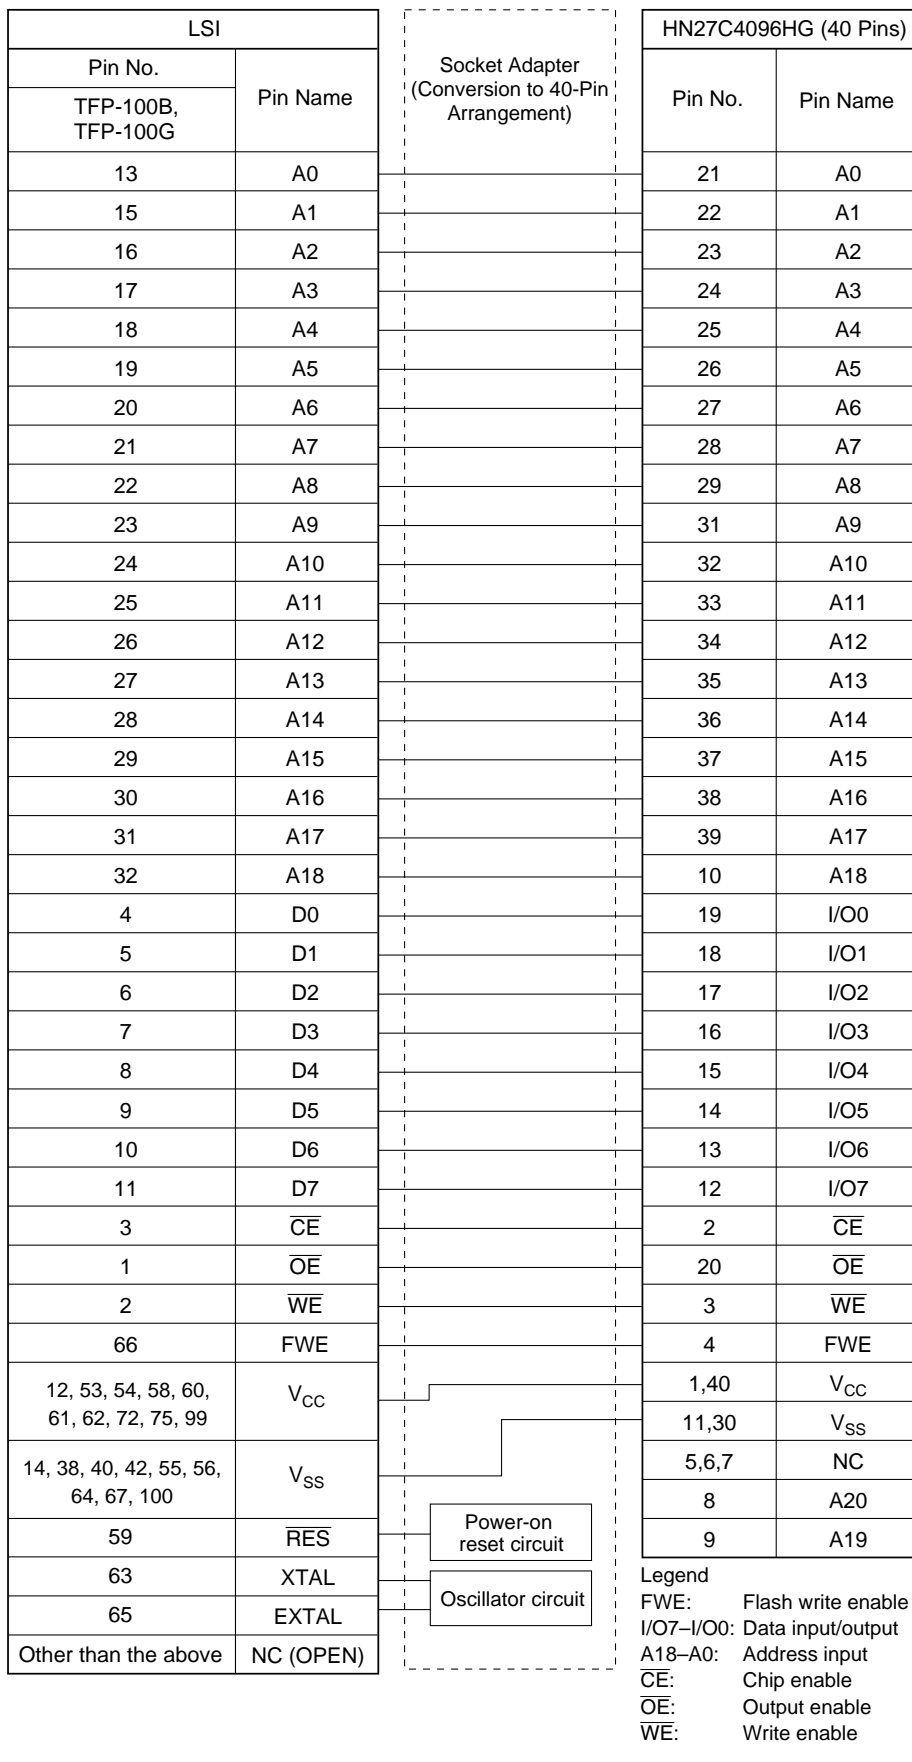 LSI
Pin No.
TFP-100B,
TFP-100G
Pin Name
13 A0
15 A1
16 A2
17 A3
18 A4
19 A5
20 A6
21 A7
22 A8
23 A9
24 A10
25 A11
26 A12
27 A13
28 A14
29 A15
30 A16
31 A17
32 A18
4 D0
5 D1
6 D2
7 D3
8 D4
9 D5
10 D6
11 D7
3 C̅E̅
1 O̅E̅
2 W̅E̅
66 FWE
12, 53, 54, 58, 60,
61, 62, 72, 75, 99
VCC
14, 38, 40, 42, 55, 56,
64, 67, 100
VSS
59 R̅E̅S̅
63 XTAL
65 EXTAL
Other than the above NC (OPEN)
Socket Adapter
(Conversion to 40-Pin
Arrangement)
Power-on
reset circuit
Oscillator circuit
HN27C4096HG (40 Pins)
Pin No. Pin Name
21 A0
22 A1
23 A2
24 A3
25 A4
26 A5
27 A6
28 A7
29 A8
31 A9
32 A10
33 A11
34 A12
35 A13
36 A14
37 A15
38 A16
39 A17
10 A18
19 I/O0
18 I/O1
17 I/O2
16 I/O3
15 I/O4
14 I/O5
13 I/O6
12 I/O7
2 C̅E̅
20 O̅E̅
3 W̅E̅
4 FWE
1,40 VCC
11,30 VSS
5,6,7 NC
8 A20
9 A19
Legend
FWE: Flash write enable
I/O7–I/O0: Data input/output
A18–A0: Address input
C̅E̅: Chip enable
O̅E̅: Output enable
W̅E̅: Write enable